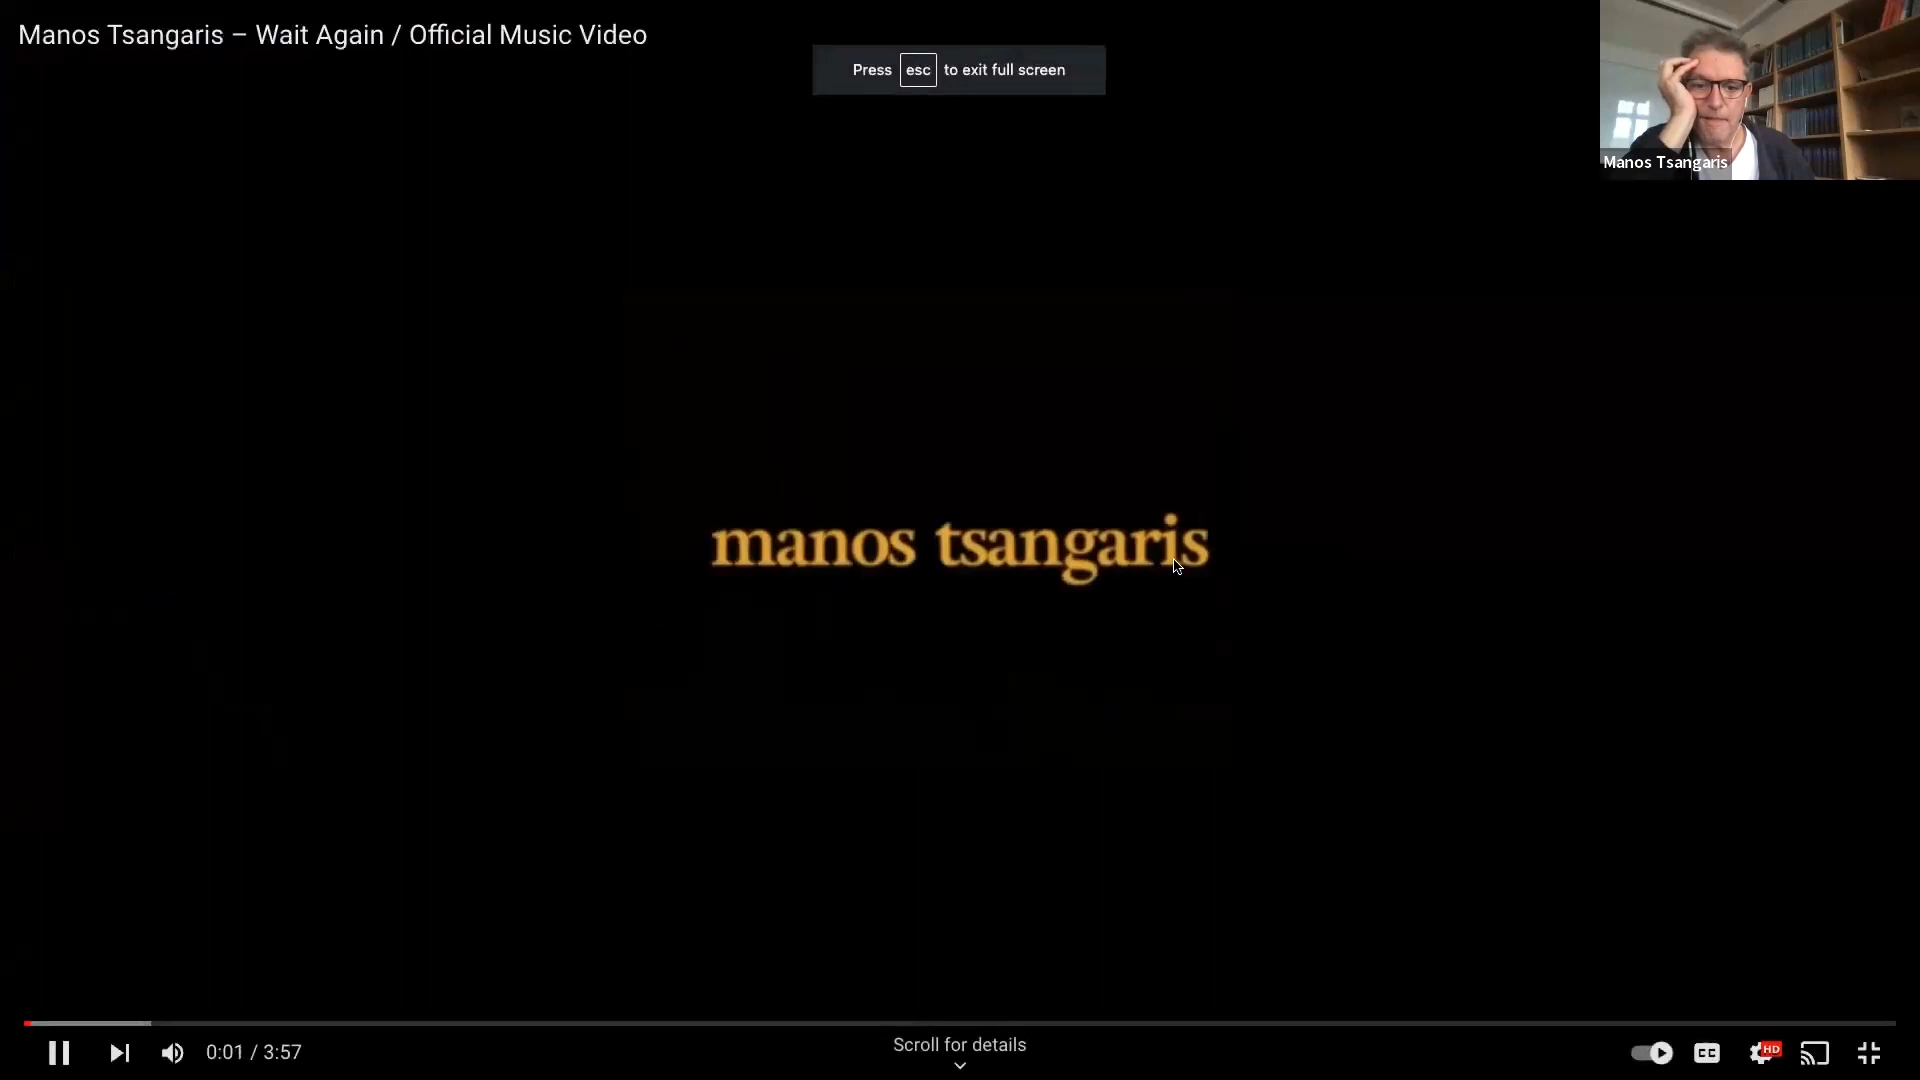 Manos Tsangaris – Wait Again / Official Music Video
Press esc to exit full screen
Manos Tsangaris
manos tsangaris
0:01 / 3:57
Scroll for details
CC
HD